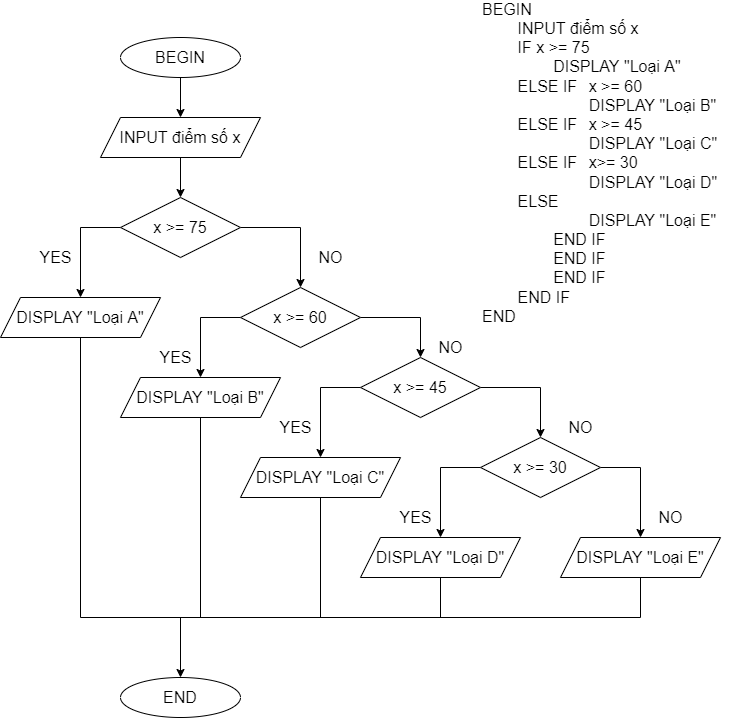 BEGIN
INPUT điểm số x
x >= 75
YES
NO
DISPLAY "Loại A"
x >= 60
YES
NO
DISPLAY "Loại B"
x >= 45
YES
NO
DISPLAY "Loại C"
x >= 30
YES
NO
DISPLAY "Loại D"
DISPLAY "Loại E"
END
BEGIN
INPUT điểm số x
IF x >= 75
DISPLAY "Loại A"
ELSE IF x >= 60
DISPLAY "Loại B"
ELSE IF x >= 45
DISPLAY "Loại C"
ELSE IF x>= 30
DISPLAY "Loại D"
ELSE
DISPLAY "Loại E"
END IF
END IF
END IF
END IF
END